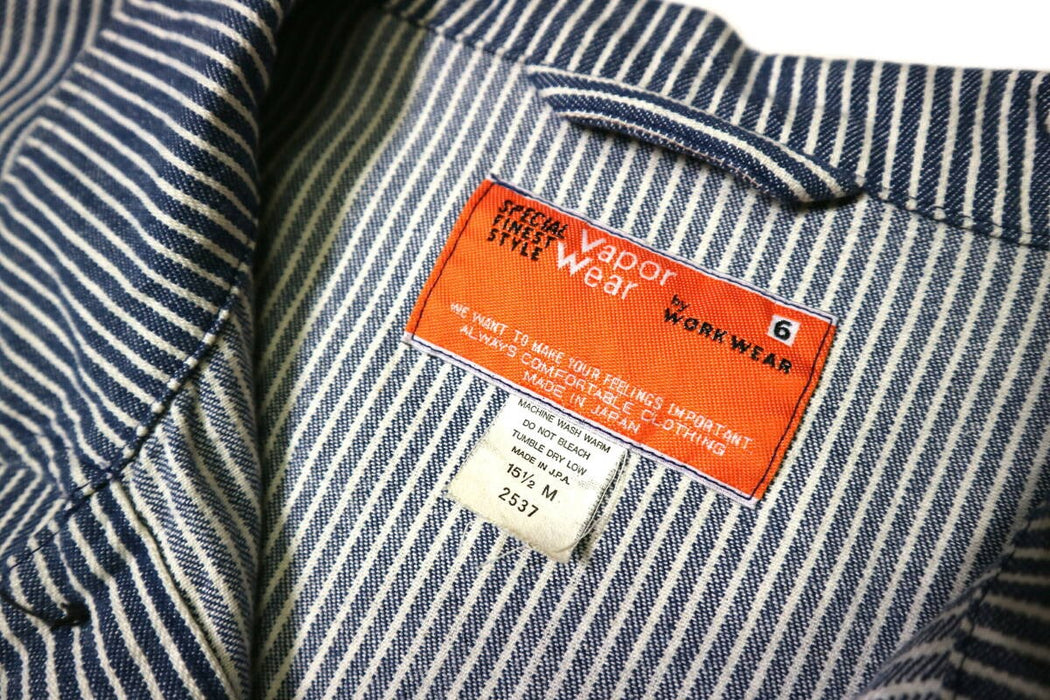 SPECIAL
FINEST
STYLE
Vapor
Wear
by
WORKWEAR
6
WE WANT TO MAKE YOUR FEELINGS IMPORTANT
ALWAYS COMFORTABLE CLOTHING
MADE IN JAPAN
MACHINE WASH WARM
DO NOT BLEACH
TUMBLE DRY LOW
MADE IN J.P.A.
15½ M
2537